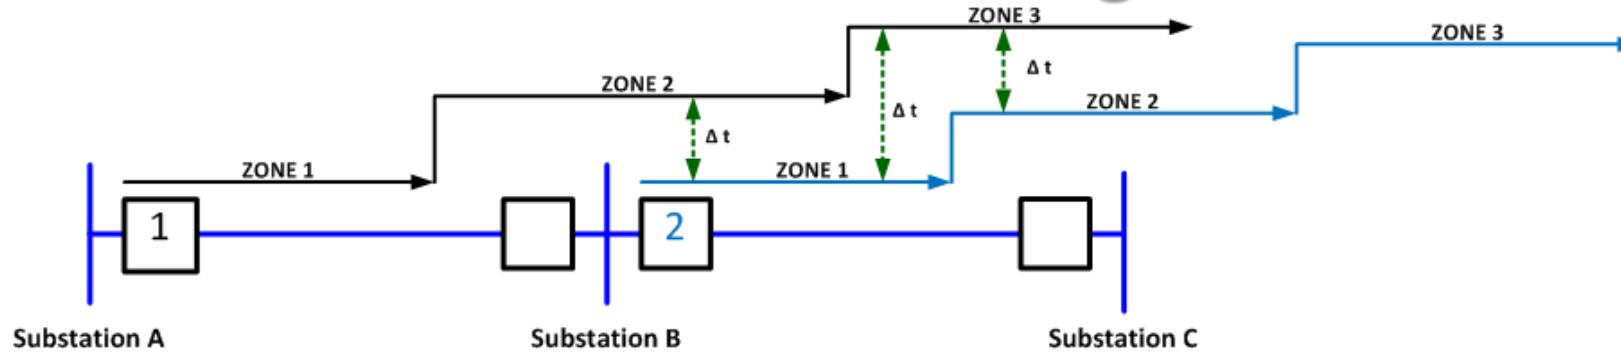 ZONE 3
ZONE 3
ZONE 2
Δ t
ZONE 2
Δ t
Δ t
ZONE 1
ZONE 1
1
2
Substation A
Substation B
Substation C